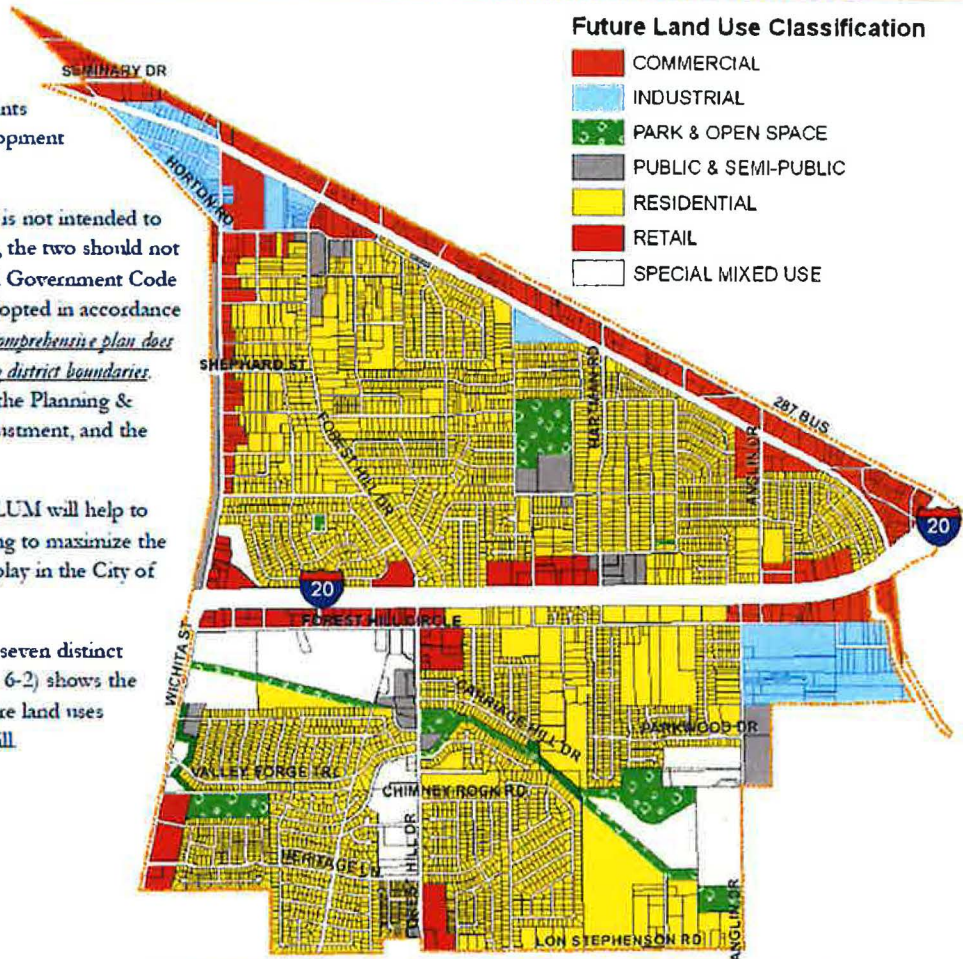 Future Land Use Classification
COMMERCIAL
INDUSTRIAL
PARK & OPEN SPACE
PUBLIC & SEMI-PUBLIC
RESIDENTIAL
RETAIL
SPECIAL MIXED USE
nts
opment
is not intended to
, the two should not
Government Code
opted in accordance
omprehensive plan does
district boundaries.
the Planning &
ustment, and the
LUM will help to
ng to maximize the
play in the City of
seven distinct
6-2) shows the
re land uses
ill.
SEMINARY DR
HORTON RD
SHEPHARD ST
FOREST HILL DR
HARTMAN RD
287 BUS
ANGLIN DR
20
20
FOREST HILL CIRCLE
WICHITA ST
CARRIAGE HILL DR
PARKWOOD DR
VALLEY FORGE TRL
CHIMNEY ROCK RD
HERITAGE LN
FOREST HILL DR
LON STEPHENSON RD
ANGLIN DR